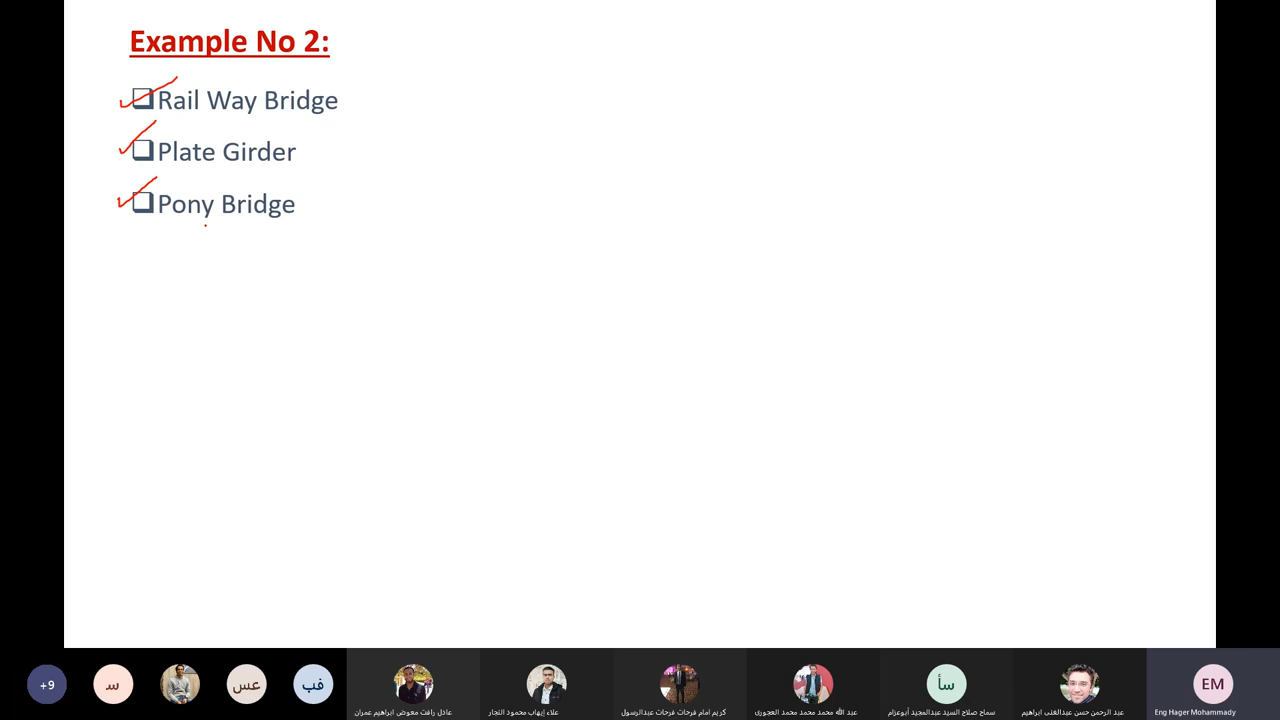 Example No 2:
Rail Way Bridge
Plate Girder
Pony Bridge
+9
س
عس
فب
عادل رافت معوض ابراهيم عمران
علاء إيهاب محمود النجار
كريم امام فرحات فرحات عبدالرسول
عبد الله محمد محمد محمد العجوزى
سأ
سماح صلاح السيد عبدالمجيد أبوعزام
عبد الرحمن حسن عبدالغنى ابراهيم
EM
Eng Hager Mohammady